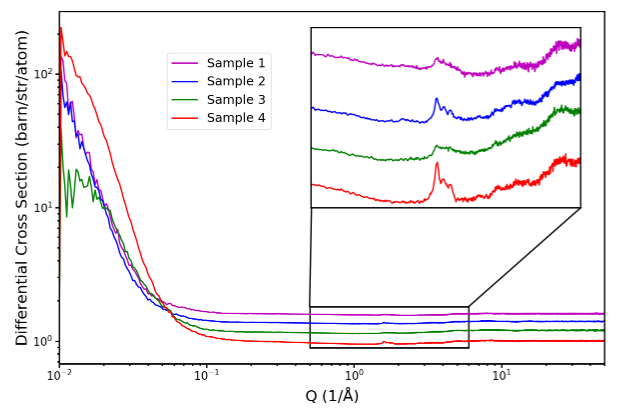 Differential Cross Section (barn/str/atom)
10²
10¹
10⁰
Sample 1
Sample 2
Sample 3
Sample 4
10⁻² 10⁻¹ 10⁰ 10¹
Q (1/Å)